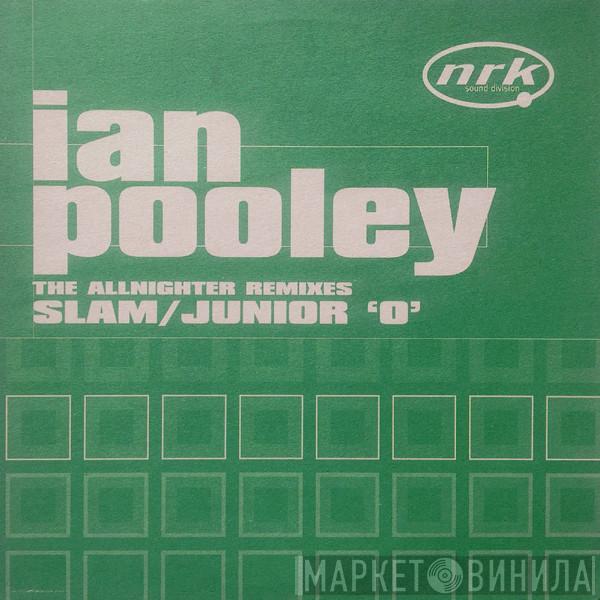 nrk
sound division
ian
pooley
THE ALLNIGHTER REMIXES
SLAM/JUNIOR ‘O’
МАРКЕТ ВИНИЛА